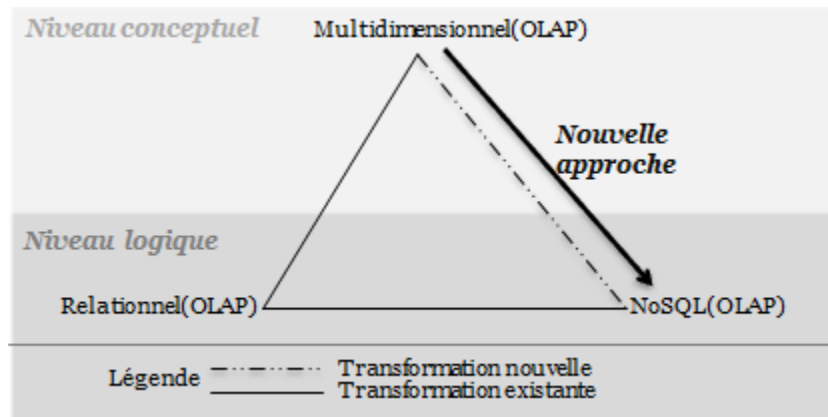 Niveau conceptuel
Multidimensionnel(OLAP)
Nouvelle
approche
Niveau logique
Relationnel(OLAP)
NoSQL(OLAP)
Légende
Transformation nouvelle
Transformation existante